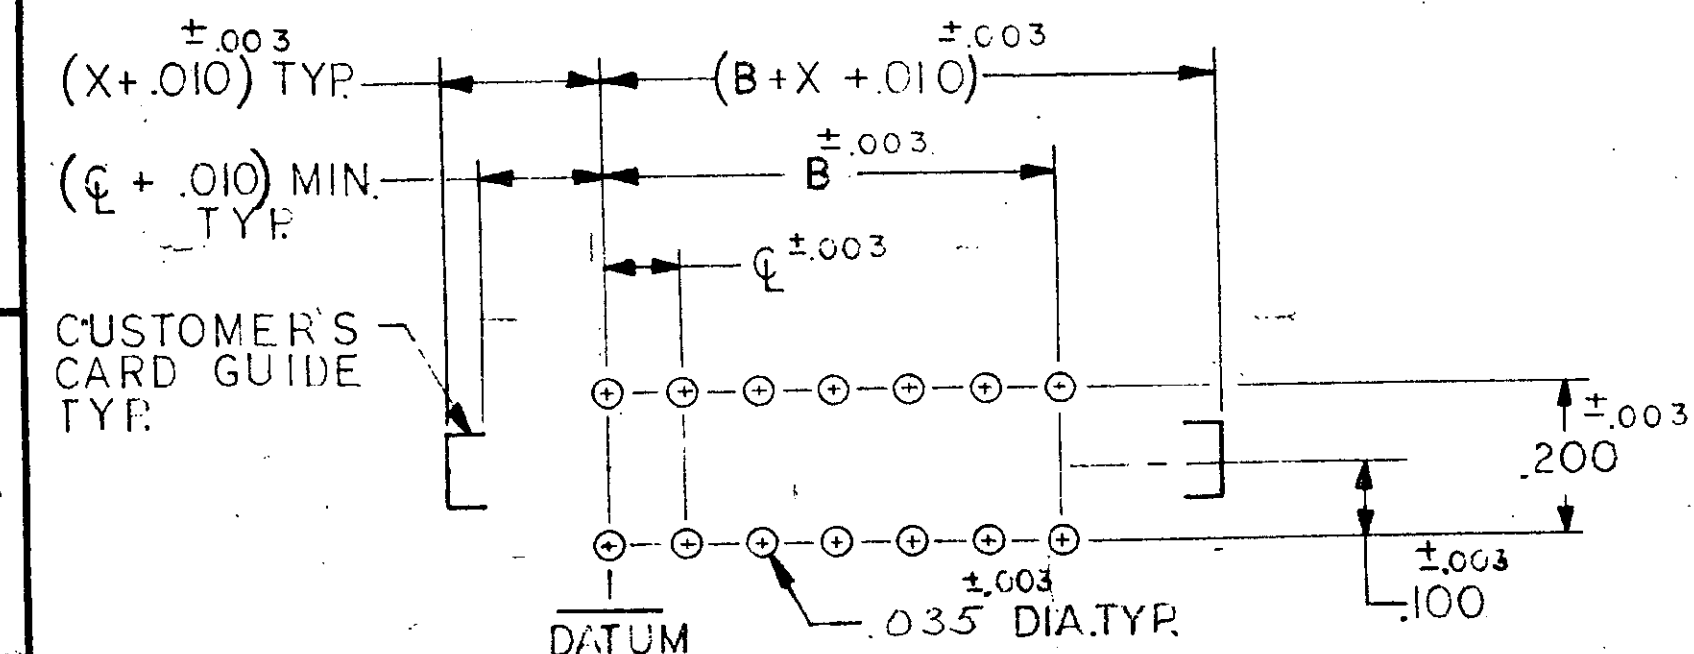 ±.003
(X+.010) TYP.
±.003
(B+X +.010)
(℄ + .010) MIN.
TYP.
±.003
B
℄ ±.003
CUSTOMER'S
CARD GUIDE
TYP.
±.003
.200
±.003
.100
±.003
.035 DIA.TYP.
DATUM